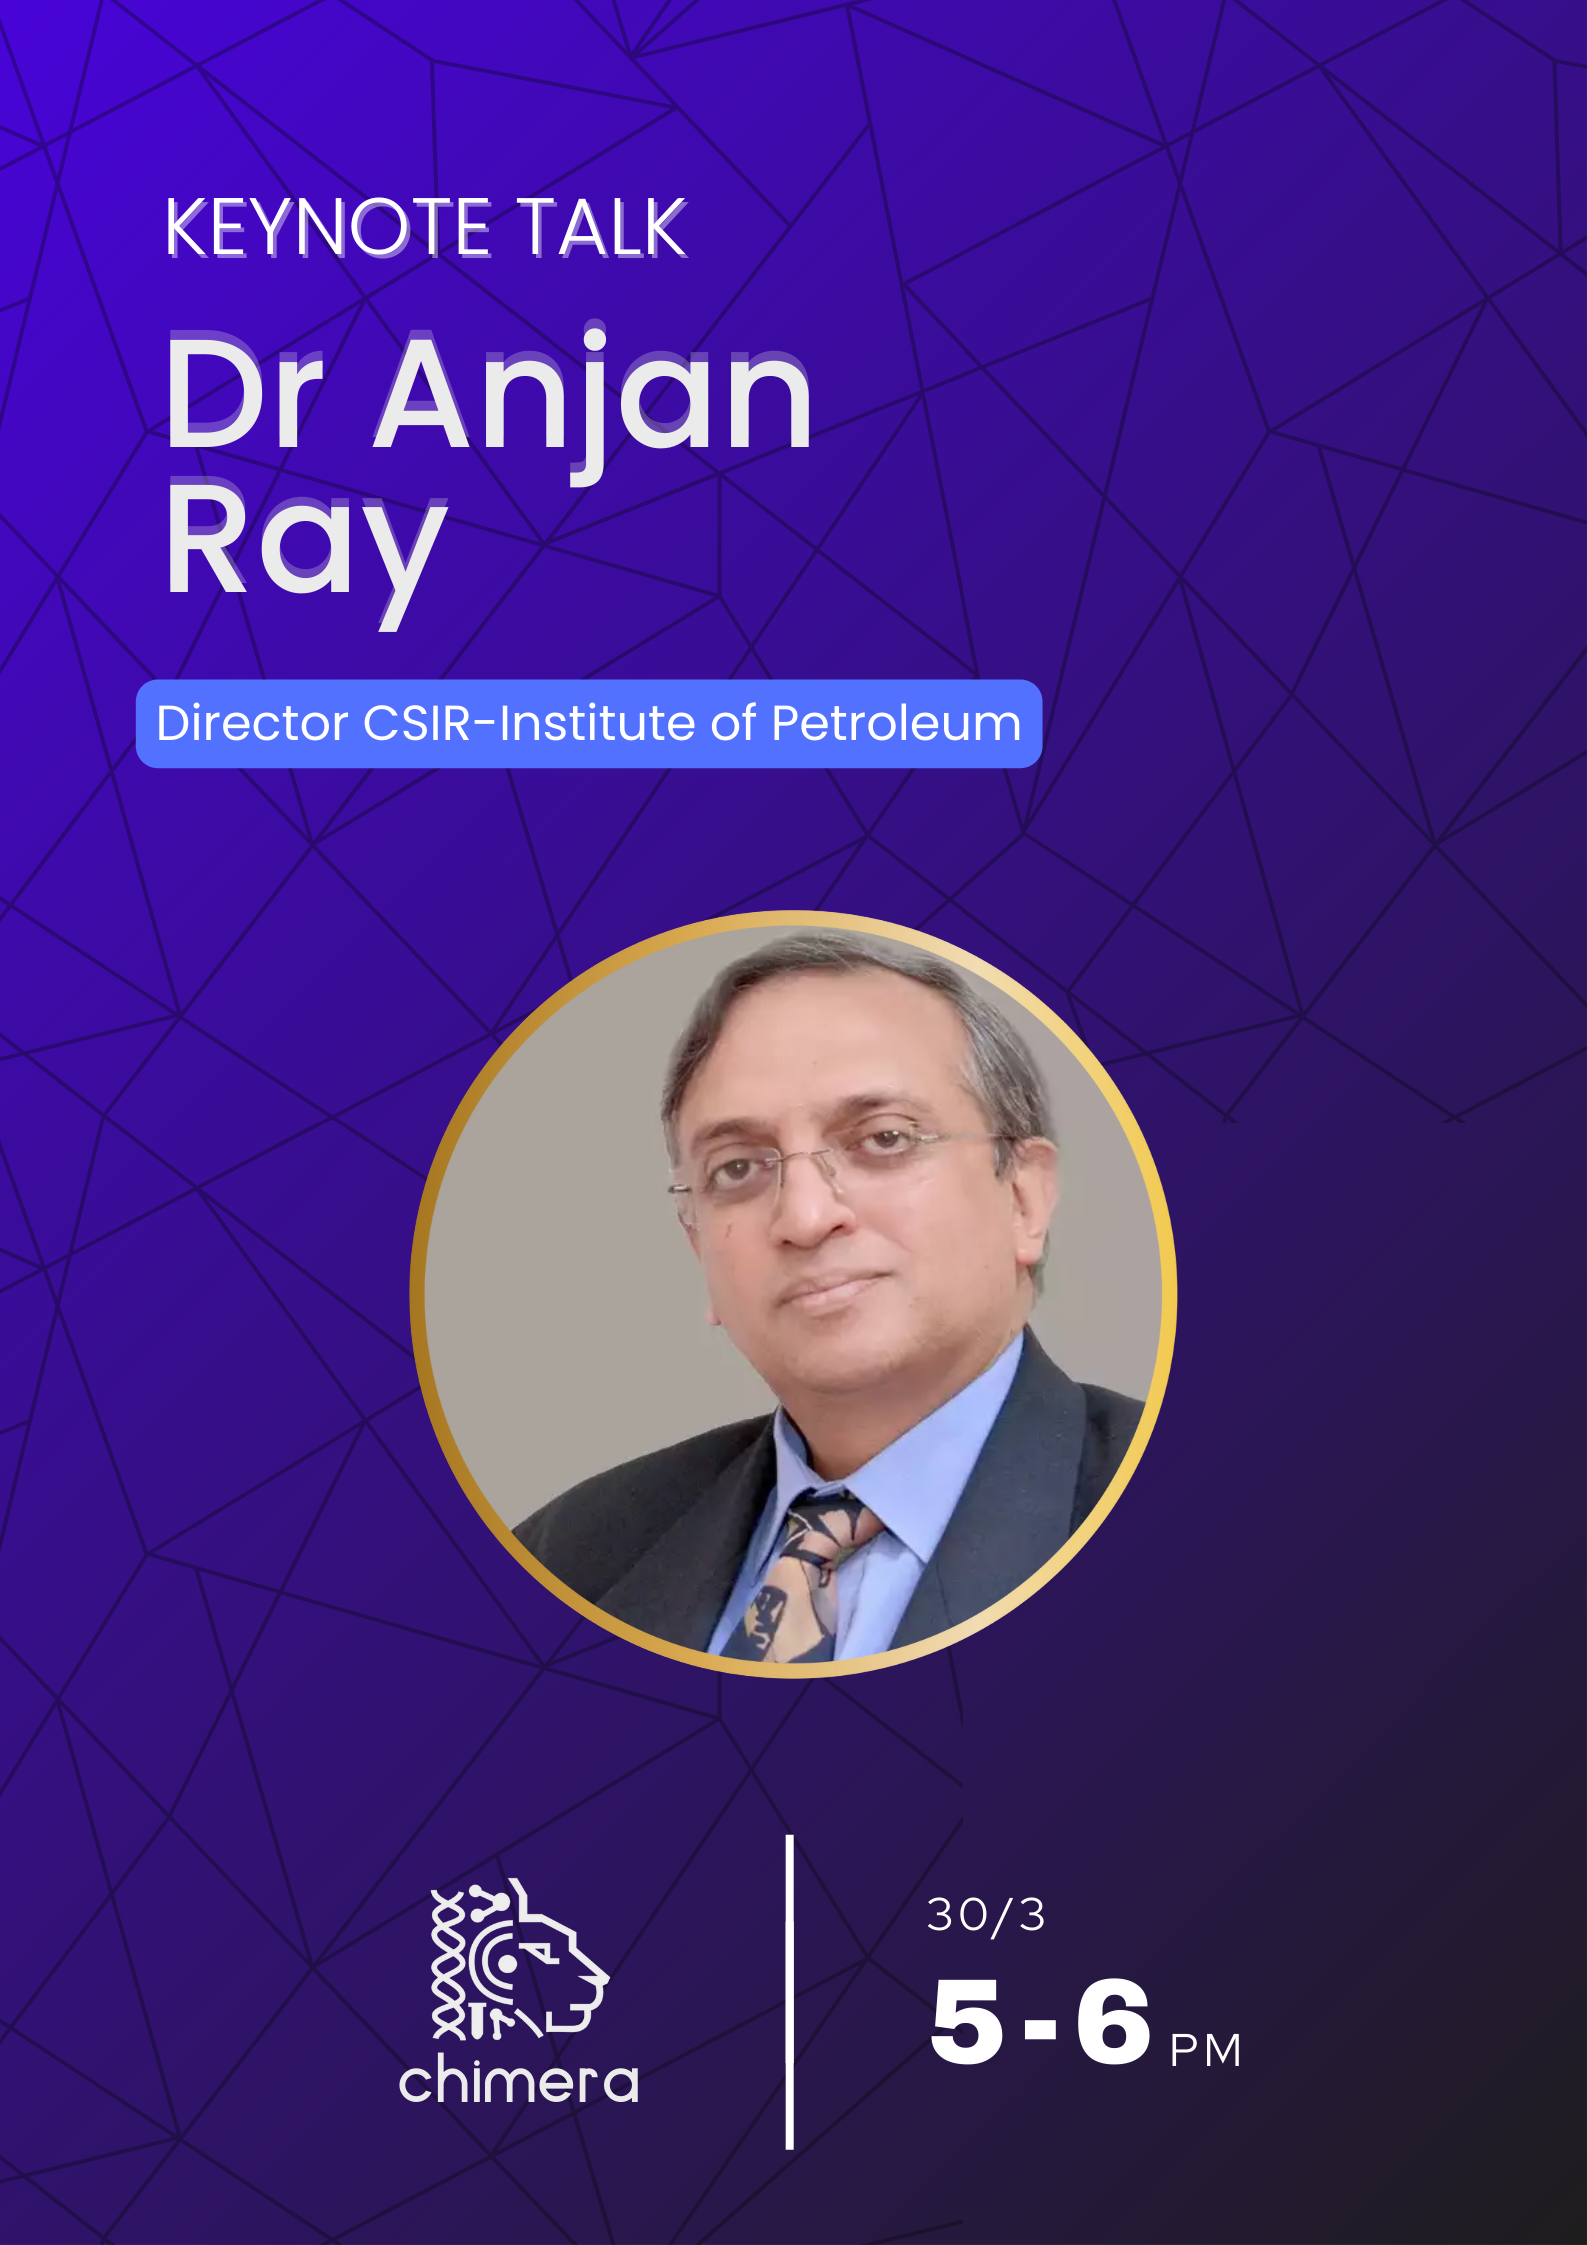 KEYNOTE TALK
Dr Anjan
Ray
Director CSIR-Institute of Petroleum
chimera
30/3
5-6 PM